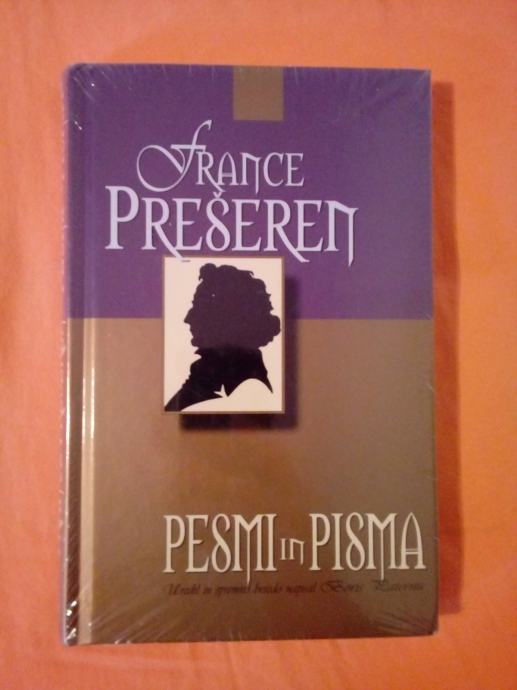 France
Prešeren
Pesmi in Pisma
Uredil in spremno besedo napisal Boris Paternu